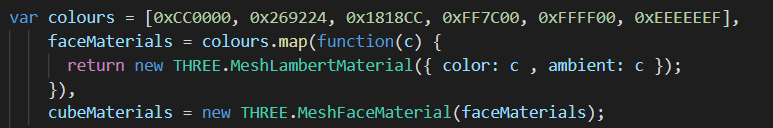 var colours = [0xCC0000, 0x269224, 0x1818CC, 0xFF7C00, 0xFFFF00, 0xEEEEEEF],
    faceMaterials = colours.map(function(c) {
      return new THREE.MeshLambertMaterial({ color: c , ambient: c });
    }),
    cubeMaterials = new THREE.MeshFaceMaterial(faceMaterials);